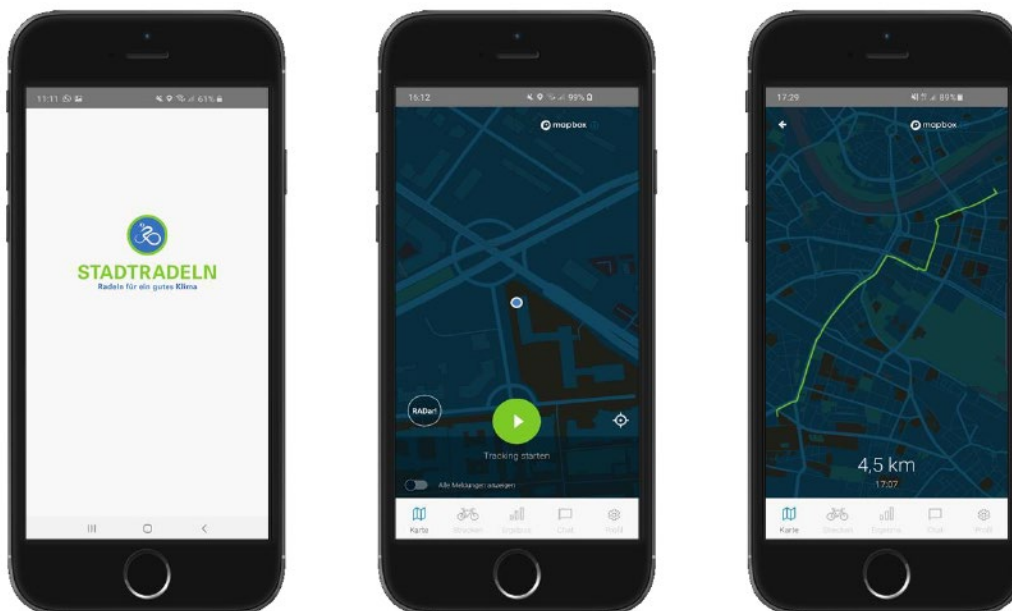 11:11
61%
STADTRADELN
Radeln für ein gutes Klima
16:12
99%
mapbox
RADar!
Tracking starten
Alle Meldungen anzeigen
Karte
Strecken
Ergebnis
Chat
Profil
17:29
89%
mapbox
4,5 km
17:07
Karte
Strecken
Ergebnis
Chat
Profil